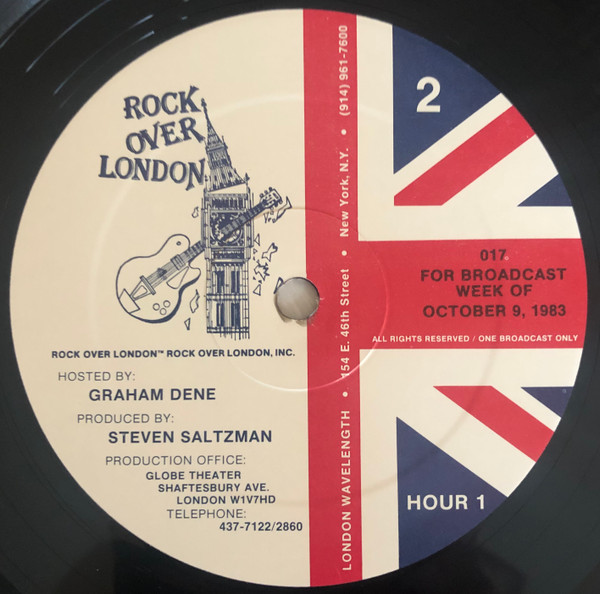 ROCK
OVER
LONDON
ROCK OVER LONDON™ ROCK OVER LONDON, INC.
HOSTED BY:
GRAHAM DENE
PRODUCED BY:
STEVEN SALTZMAN
PRODUCTION OFFICE:
GLOBE THEATER
SHAFTESBURY AVE.
LONDON W1V7HD
TELEPHONE:
437-7122/2860
LONDON WAVELENGTH • 154 E. 46th Street • New York, N.Y. • (914) 961-7600
2
017
FOR BROADCAST
WEEK OF
OCTOBER 9, 1983
ALL RIGHTS RESERVED / ONE BROADCAST ONLY
HOUR 1